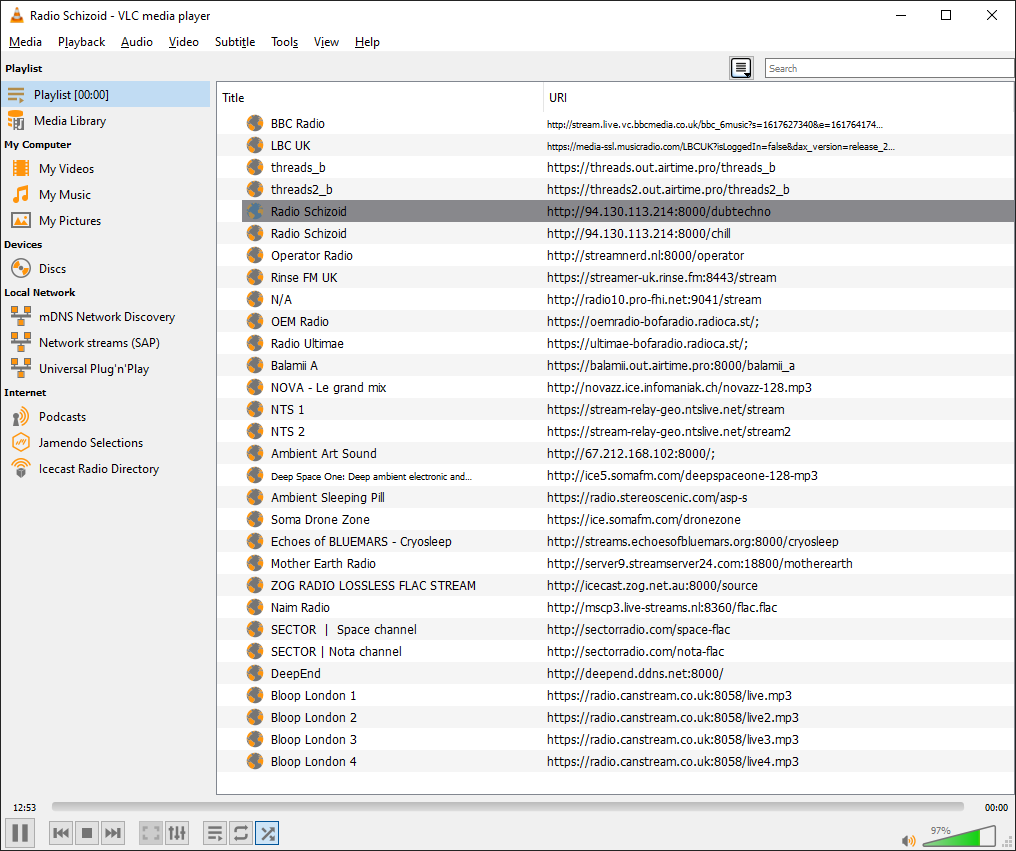 Radio Schizoid - VLC media player
Media Playback Audio Video Subtitle Tools View Help
Playlist
Search
Playlist [00:00]
Media Library
My Computer
My Videos
My Music
My Pictures
Devices
Discs
Local Network
mDNS Network Discovery
Network streams (SAP)
Universal Plug'n'Play
Internet
Podcasts
Jamendo Selections
Icecast Radio Directory
Title URI
BBC Radio http://stream.live.vc.bbcmedia.co.uk/bbc_6music?s=1617627340&e=161764174...
LBC UK https://media-ssl.musicradio.com/LBCUK?isLoggedIn=false&dax_version=release_2...
threads_b https://threads.out.airtime.pro/threads_b
threads2_b https://threads2.out.airtime.pro/threads2_b
Radio Schizoid http://94.130.113.214:8000/dubtechno
Radio Schizoid http://94.130.113.214:8000/chill
Operator Radio http://streamnerd.nl:8000/operator
Rinse FM UK https://streamer-uk.rinse.fm:8443/stream
N/A http://radio10.pro-fhi.net:9041/stream
OEM Radio https://oemradio-bofaradio.radioca.st/;
Radio Ultimae https://ultimae-bofaradio.radioca.st/;
Balamii A https://balamii.out.airtime.pro:8000/balamii_a
NOVA - Le grand mix http://novazz.ice.infomaniak.ch/novazz-128.mp3
NTS 1 https://stream-relay-geo.ntslive.net/stream
NTS 2 https://stream-relay-geo.ntslive.net/stream2
Ambient Art Sound http://67.212.168.102:8000/;
Deep Space One: Deep ambient electronic and... http://ice5.somafm.com/deepspaceone-128-mp3
Ambient Sleeping Pill https://radio.stereoscenic.com/asp-s
Soma Drone Zone https://ice.somafm.com/dronezone
Echoes of BLUEMARS - Cryosleep http://streams.echoesofbluemars.org:8000/cryosleep
Mother Earth Radio http://server9.streamserver24.com:18800/motherearth
ZOG RADIO LOSSLESS FLAC STREAM http://icecast.zog.net.au:8000/source
Naim Radio http://mscp3.live-streams.nl:8360/flac.flac
SECTOR | Space channel http://sectorradio.com/space-flac
SECTOR | Nota channel http://sectorradio.com/nota-flac
DeepEnd http://deepend.ddns.net:8000/
Bloop London 1 https://radio.canstream.co.uk:8058/live.mp3
Bloop London 2 https://radio.canstream.co.uk:8058/live2.mp3
Bloop London 3 https://radio.canstream.co.uk:8058/live3.mp3
Bloop London 4 https://radio.canstream.co.uk:8058/live4.mp3
12:53 00:00
97%